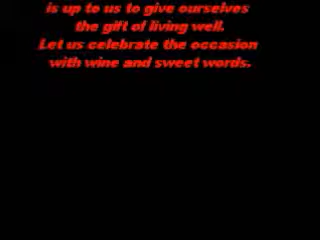 is up to us to give ourselves
the gift of living well.
Let us celebrate the occasion
with wine and sweet words.